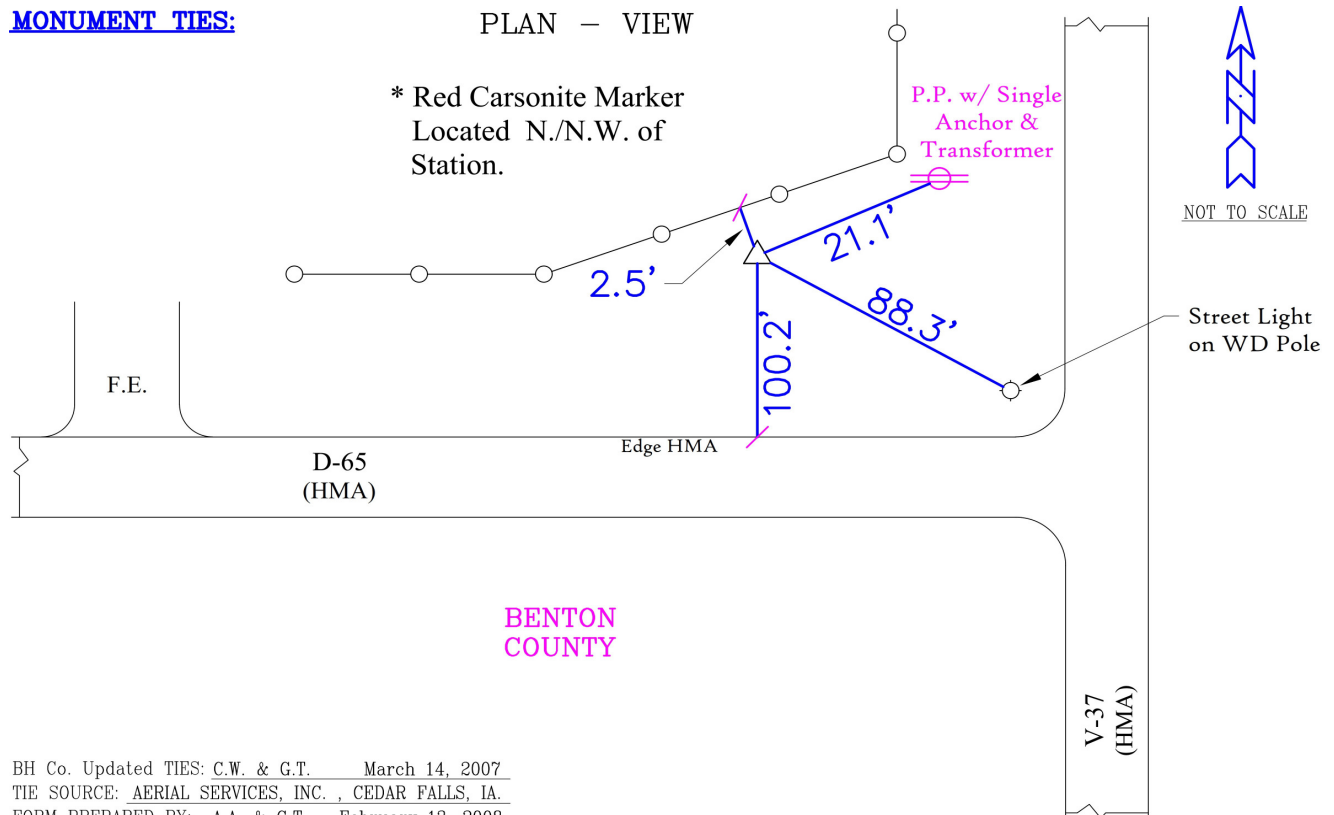 MONUMENT TIES:
PLAN – VIEW
* Red Carsonite Marker
Located N./N.W. of
Station.
P.P. w/ Single
Anchor &
Transformer
N
NOT TO SCALE
21.1'
2.5'
88.3'
100.2'
Street Light
on WD Pole
F.E.
Edge HMA
D-65
(HMA)
BENTON
COUNTY
V-37
(HMA)
BH Co. Updated TIES: C.W. & G.T. March 14, 2007
TIE SOURCE: AERIAL SERVICES, INC. , CEDAR FALLS, IA.